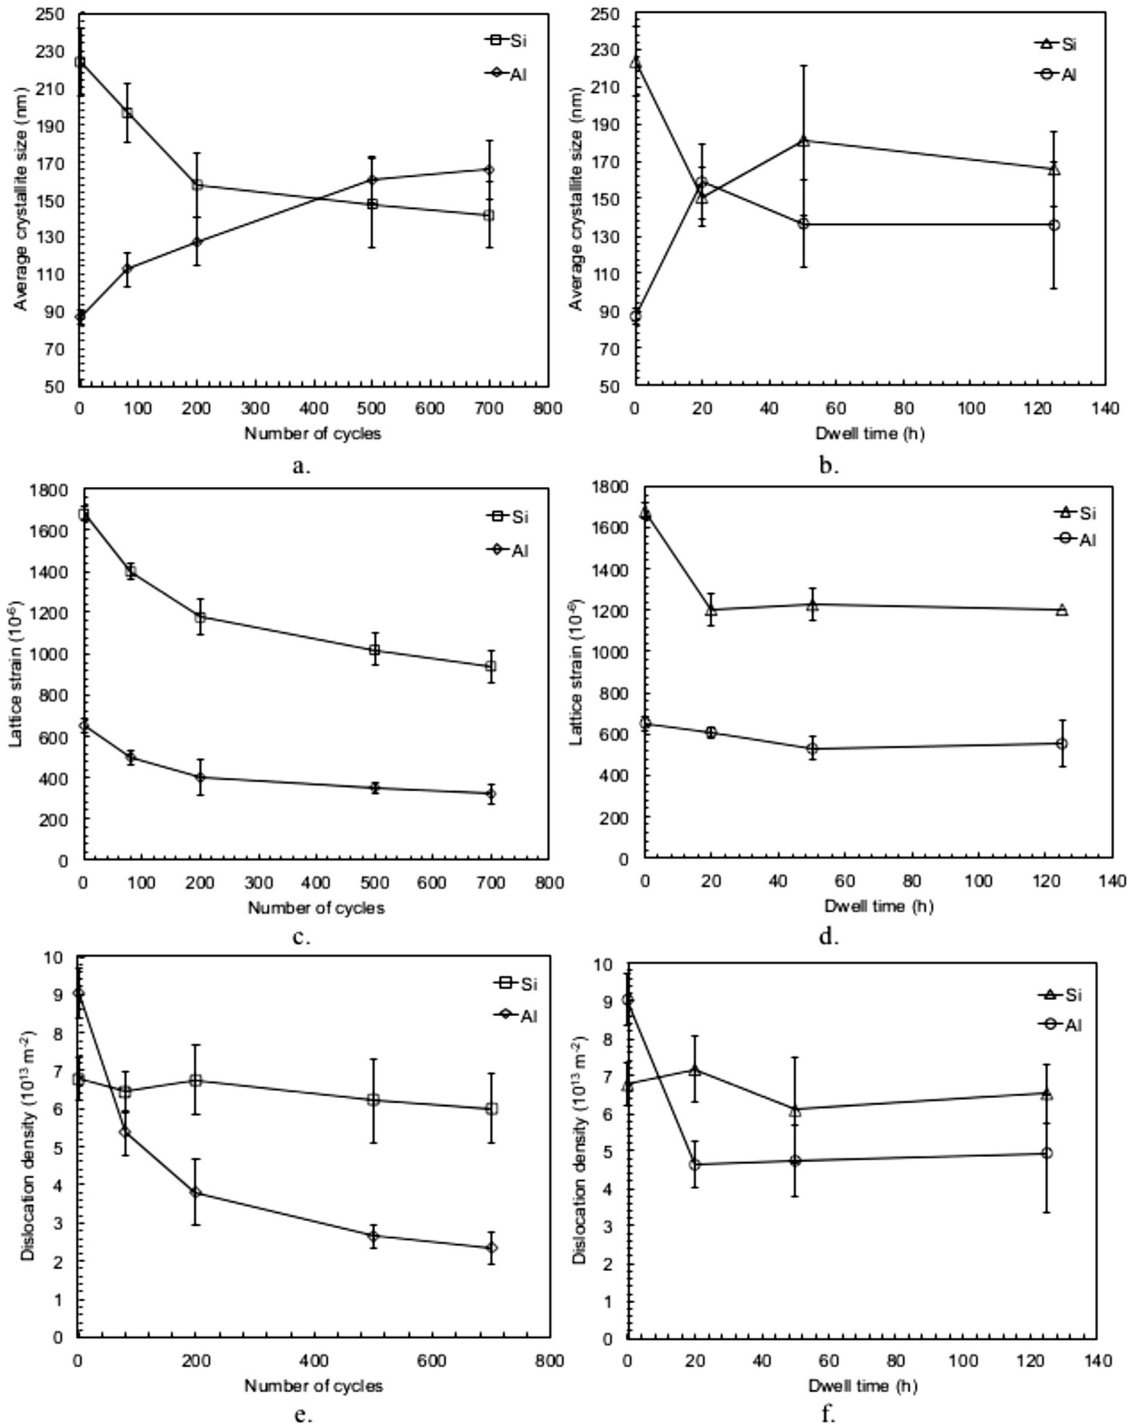 250
230
210
190
170
150
130
110
90
70
50
Average crystallite size (nm)
Si
Al
0 100 200 300 400 500 600 700 800
Number of cycles
a.
250
230
210
190
170
150
130
110
90
70
50
Average crystallite size (nm)
Si
Al
0 20 40 60 80 100 120 140
Dwell time (h)
b.
1800
1600
1400
1200
1000
800
600
400
200
0
Lattice strain (10⁻⁶)
Si
Al
0 100 200 300 400 500 600 700 800
Number of cycles
c.
1800
1600
1400
1200
1000
800
600
400
200
0
Lattice strain (10⁻⁶)
Si
Al
0 20 40 60 80 100 120 140
Dwell time (h)
d.
10
9
8
7
6
5
4
3
2
1
0
Dislocation density (10¹³ m⁻²)
Si
Al
0 200 400 600 800
Number of cycles
e.
10
9
8
7
6
5
4
3
2
1
0
Dislocation density (10¹³ m⁻²)
Si
Al
0 20 40 60 80 100 120 140
Dwell time (h)
f.